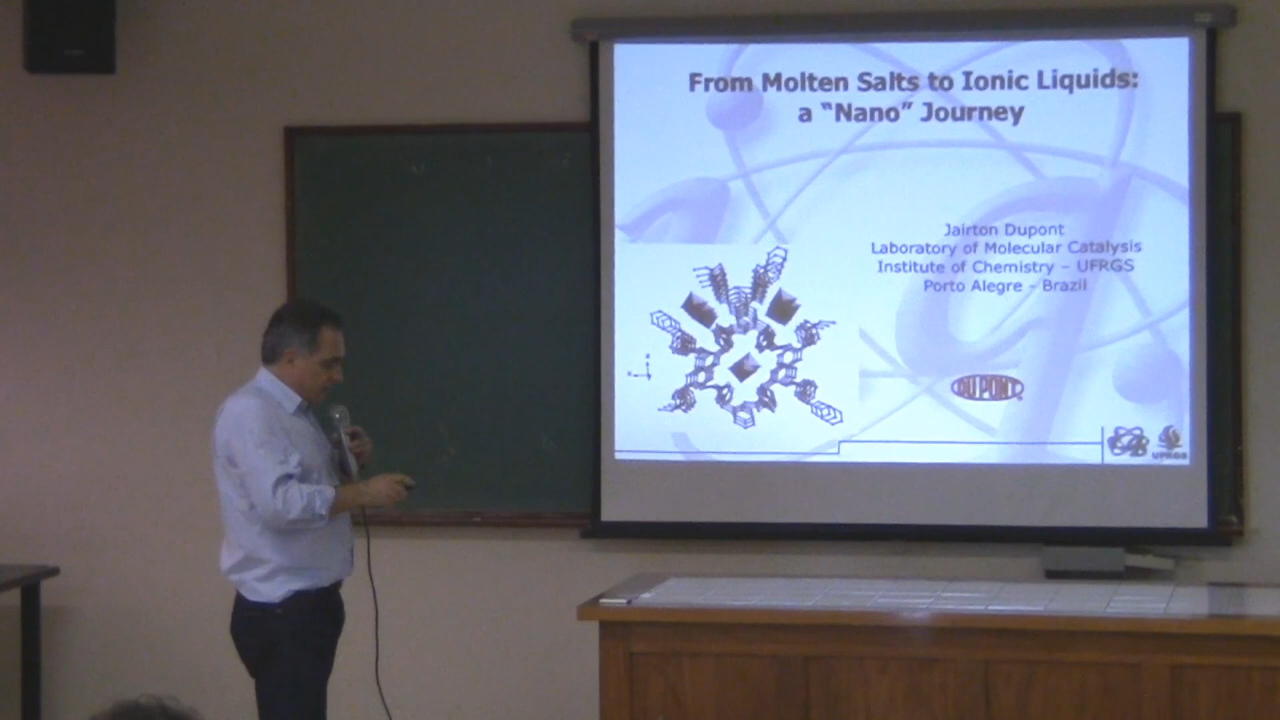 From Molten Salts to Ionic Liquids:
a “Nano” Journey
Jairton Dupont
Laboratory of Molecular Catalysis
Institute of Chemistry – UFRGS
Porto Alegre - Brazil
DU PONT
UFRGS